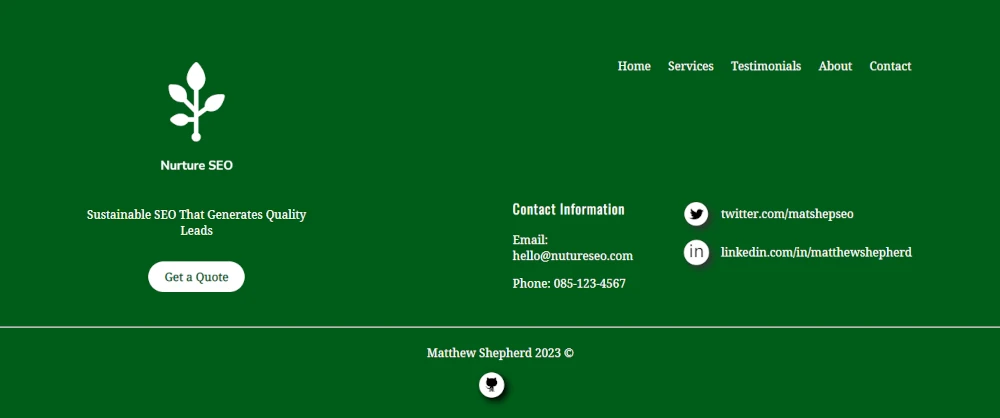 Home Services Testimonials About Contact
Nurture SEO
Sustainable SEO That Generates Quality
Leads
Get a Quote
Contact Information
Email:
hello@nutureseo.com
Phone: 085-123-4567
twitter.com/matshepseo
in
linkedin.com/in/matthewshepherd
Matthew Shepherd 2023 ©